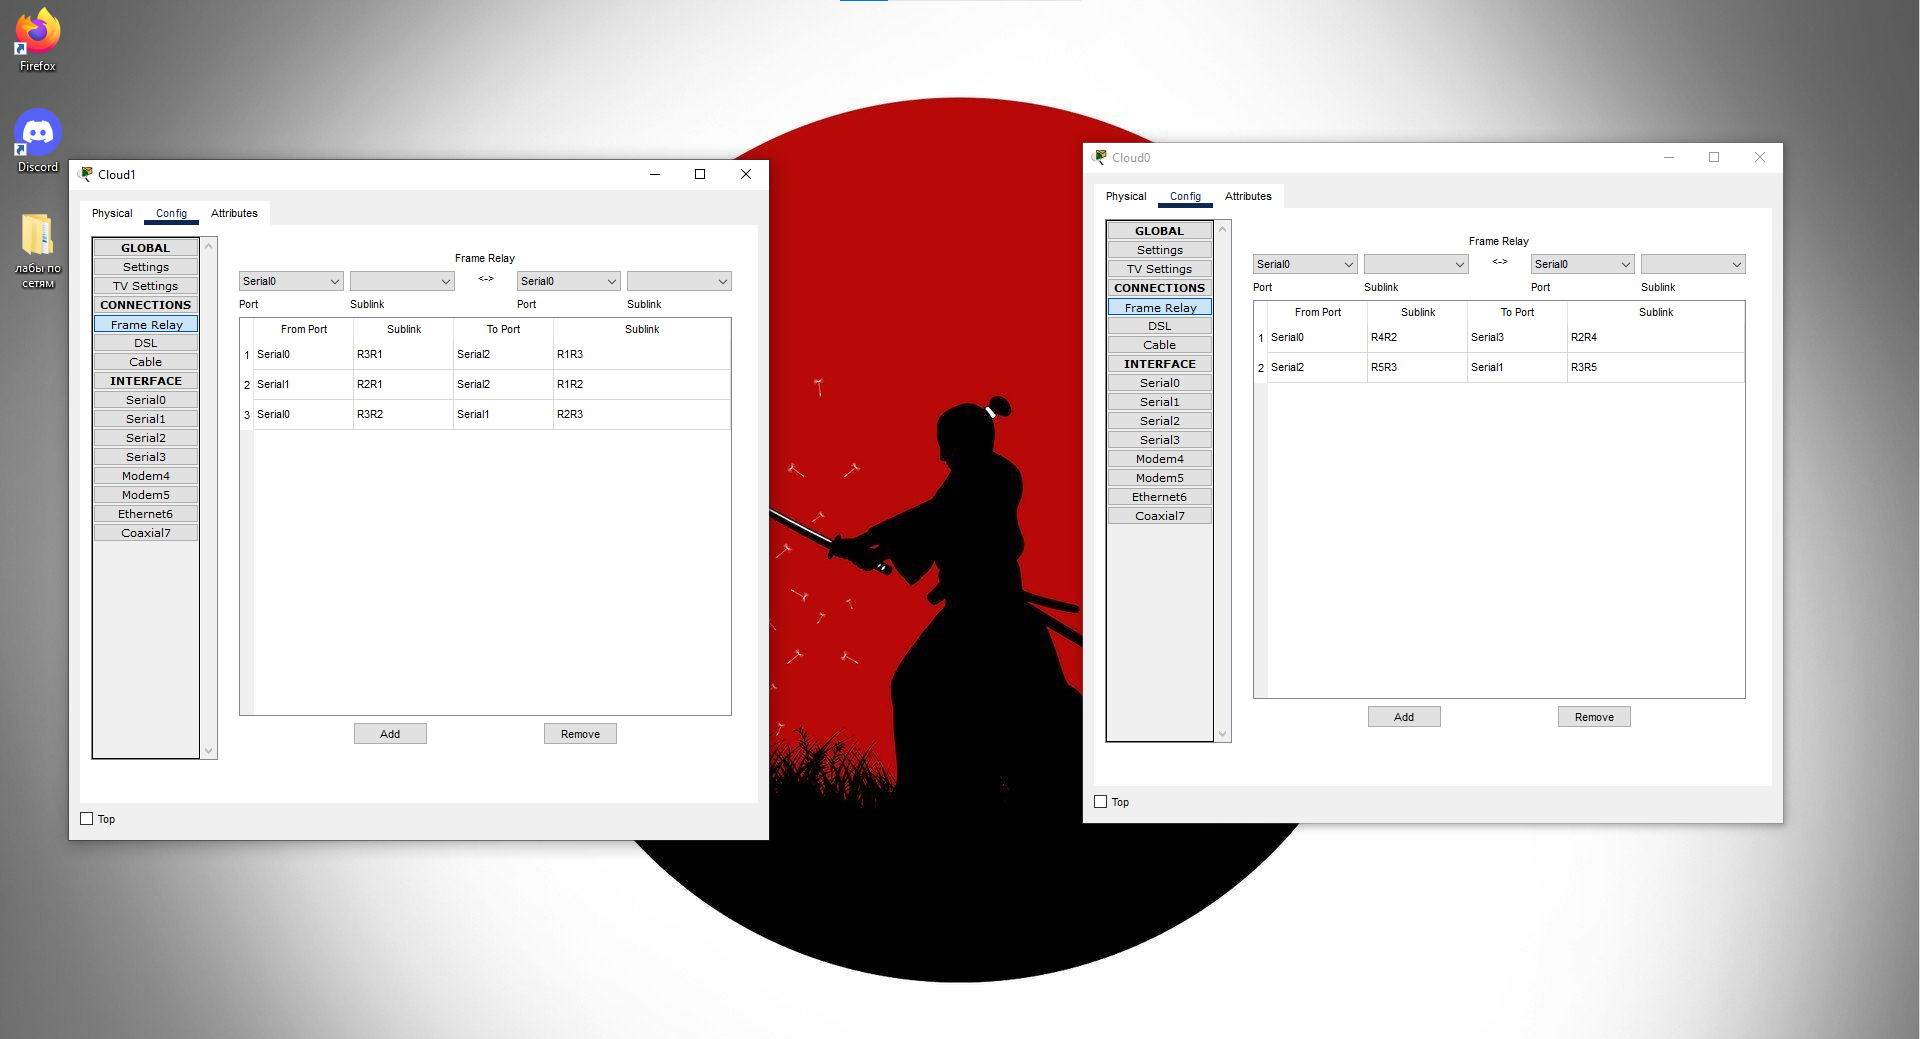 Firefox
Discord
лабы по
сетям
Cloud1
Physical Config Attributes
GLOBAL
Settings
TV Settings
CONNECTIONS
Frame Relay
DSL
Cable
INTERFACE
Serial0
Serial1
Serial2
Serial3
Modem4
Modem5
Ethernet6
Coaxial7
Frame Relay
Serial0 <-> Serial0
Port Sublink Port Sublink
From Port Sublink To Port Sublink
1 Serial0 R3R1 Serial2 R1R3
2 Serial1 R2R1 Serial2 R1R2
3 Serial0 R3R2 Serial1 R2R3
Add Remove
Top
Cloud0
Physical Config Attributes
GLOBAL
Settings
TV Settings
CONNECTIONS
Frame Relay
DSL
Cable
INTERFACE
Serial0
Serial1
Serial2
Serial3
Modem4
Modem5
Ethernet6
Coaxial7
Frame Relay
Serial0 <-> Serial0
Port Sublink Port Sublink
From Port Sublink To Port Sublink
1 Serial0 R4R2 Serial3 R2R4
2 Serial2 R5R3 Serial1 R3R5
Add Remove
Top